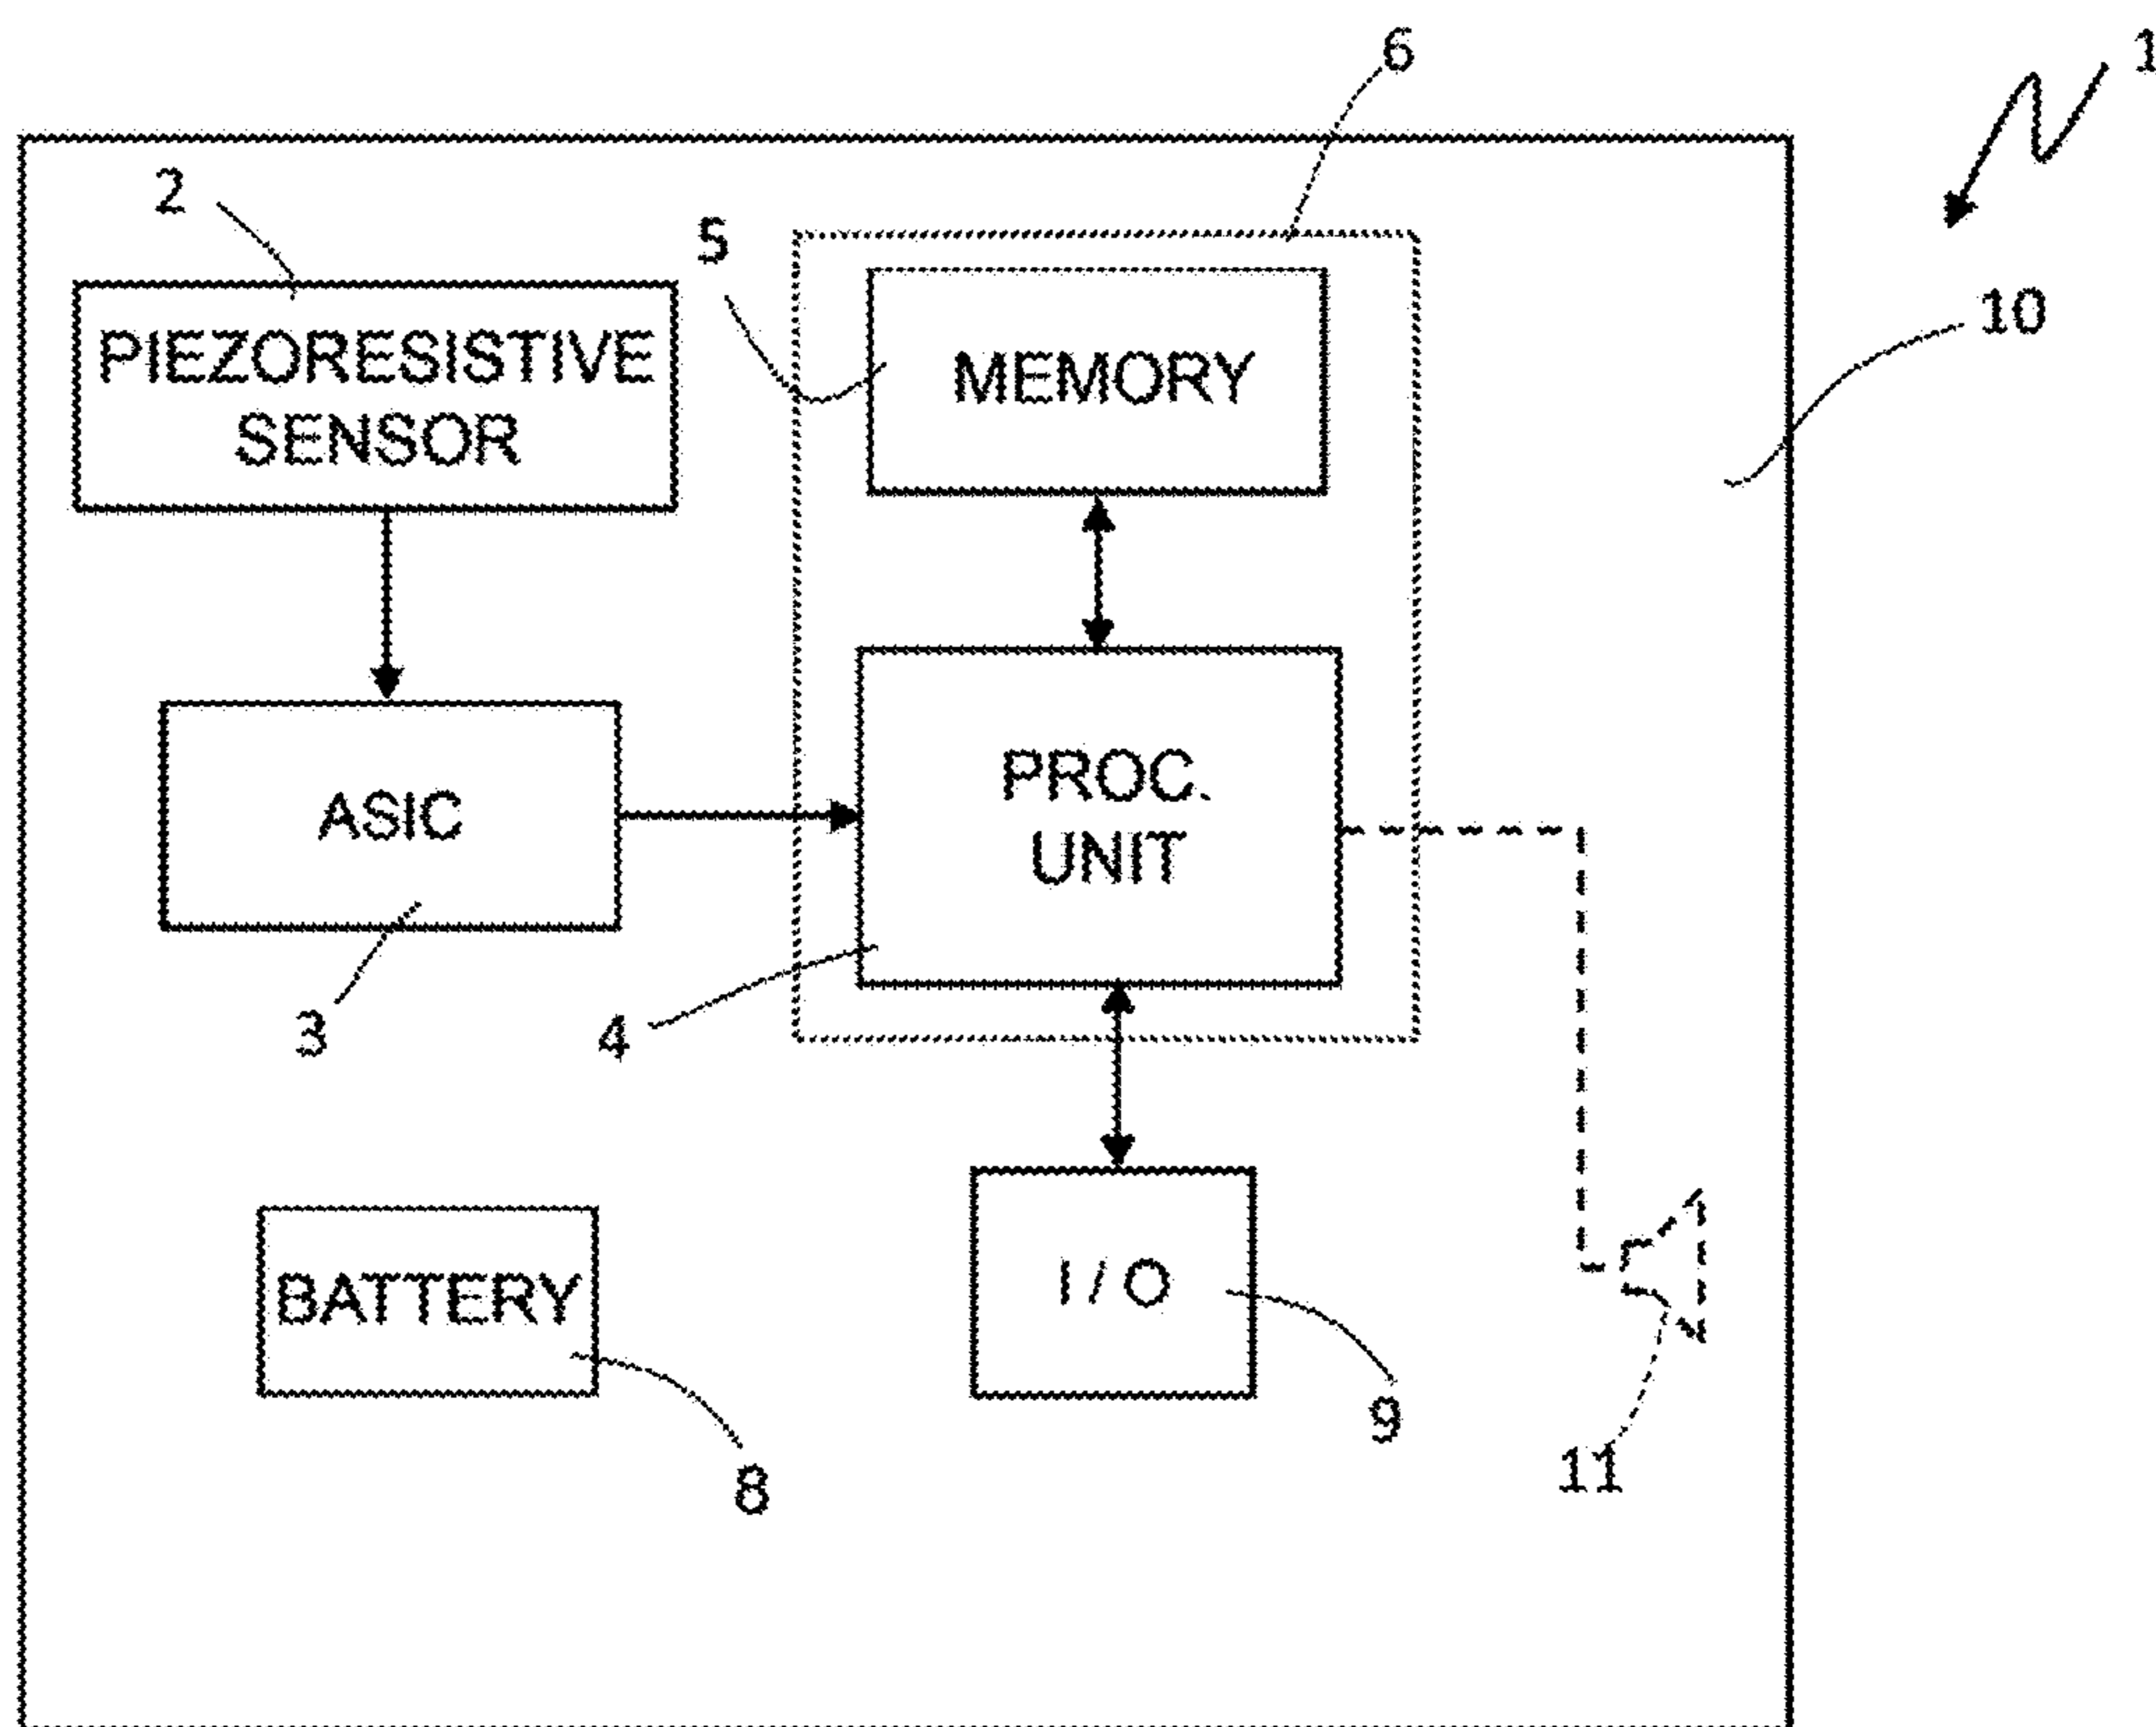 6
1
2
5
10
PIEZORESISTIVE
SENSOR
MEMORY
ASIC
PROC.
UNIT
3
4
BATTERY
I / O
9
8
11